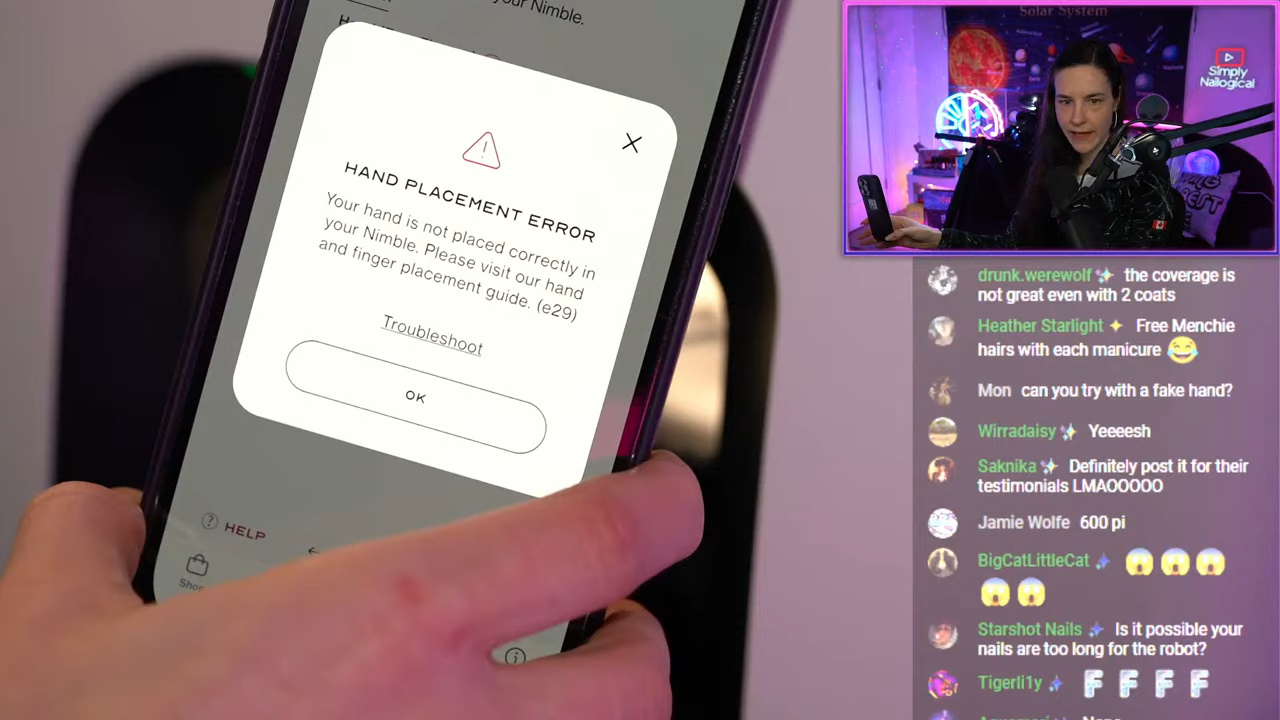 your Nimble.
HAND PLACEMENT ERROR
Your hand is not placed correctly in
your Nimble. Please visit our hand
and finger placement guide. (e29)
Troubleshoot
OK
HELP
Solar System
Simply
Nailogical
drunk.werewolf the coverage is
not great even with 2 coats
Heather Starlight Free Menchie
hairs with each manicure
Mon can you try with a fake hand?
Wirradaisy Yeeeesh
Saknika Definitely post it for their
testimonials LMAOOOOO
Jamie Wolfe 600 pi
BigCatLittleCat
Starshot Nails Is it possible your
nails are too long for the robot?
Tigerli1y F F F F